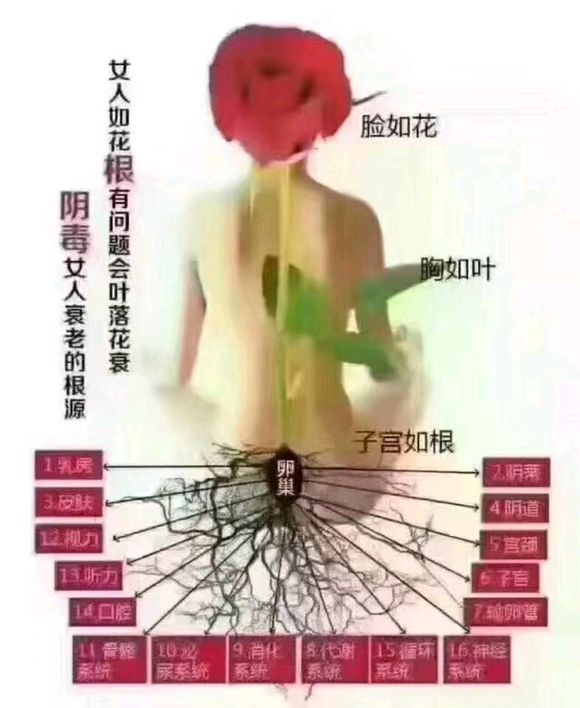 女人如花根有问题会叶落花衰
阴毒女人衰老的根源
脸如花
胸如叶
子宫如根
卵巢
1.乳房
2.阴蒂
3.皮肤
4.阴道
12.视力
5.宫颈
13.听力
6.子宫
14.口腔
7.输卵管
11.骨骼系统
10.泌尿系统
9.消化系统
8.代谢系统
15.循环系统
16.神经系统